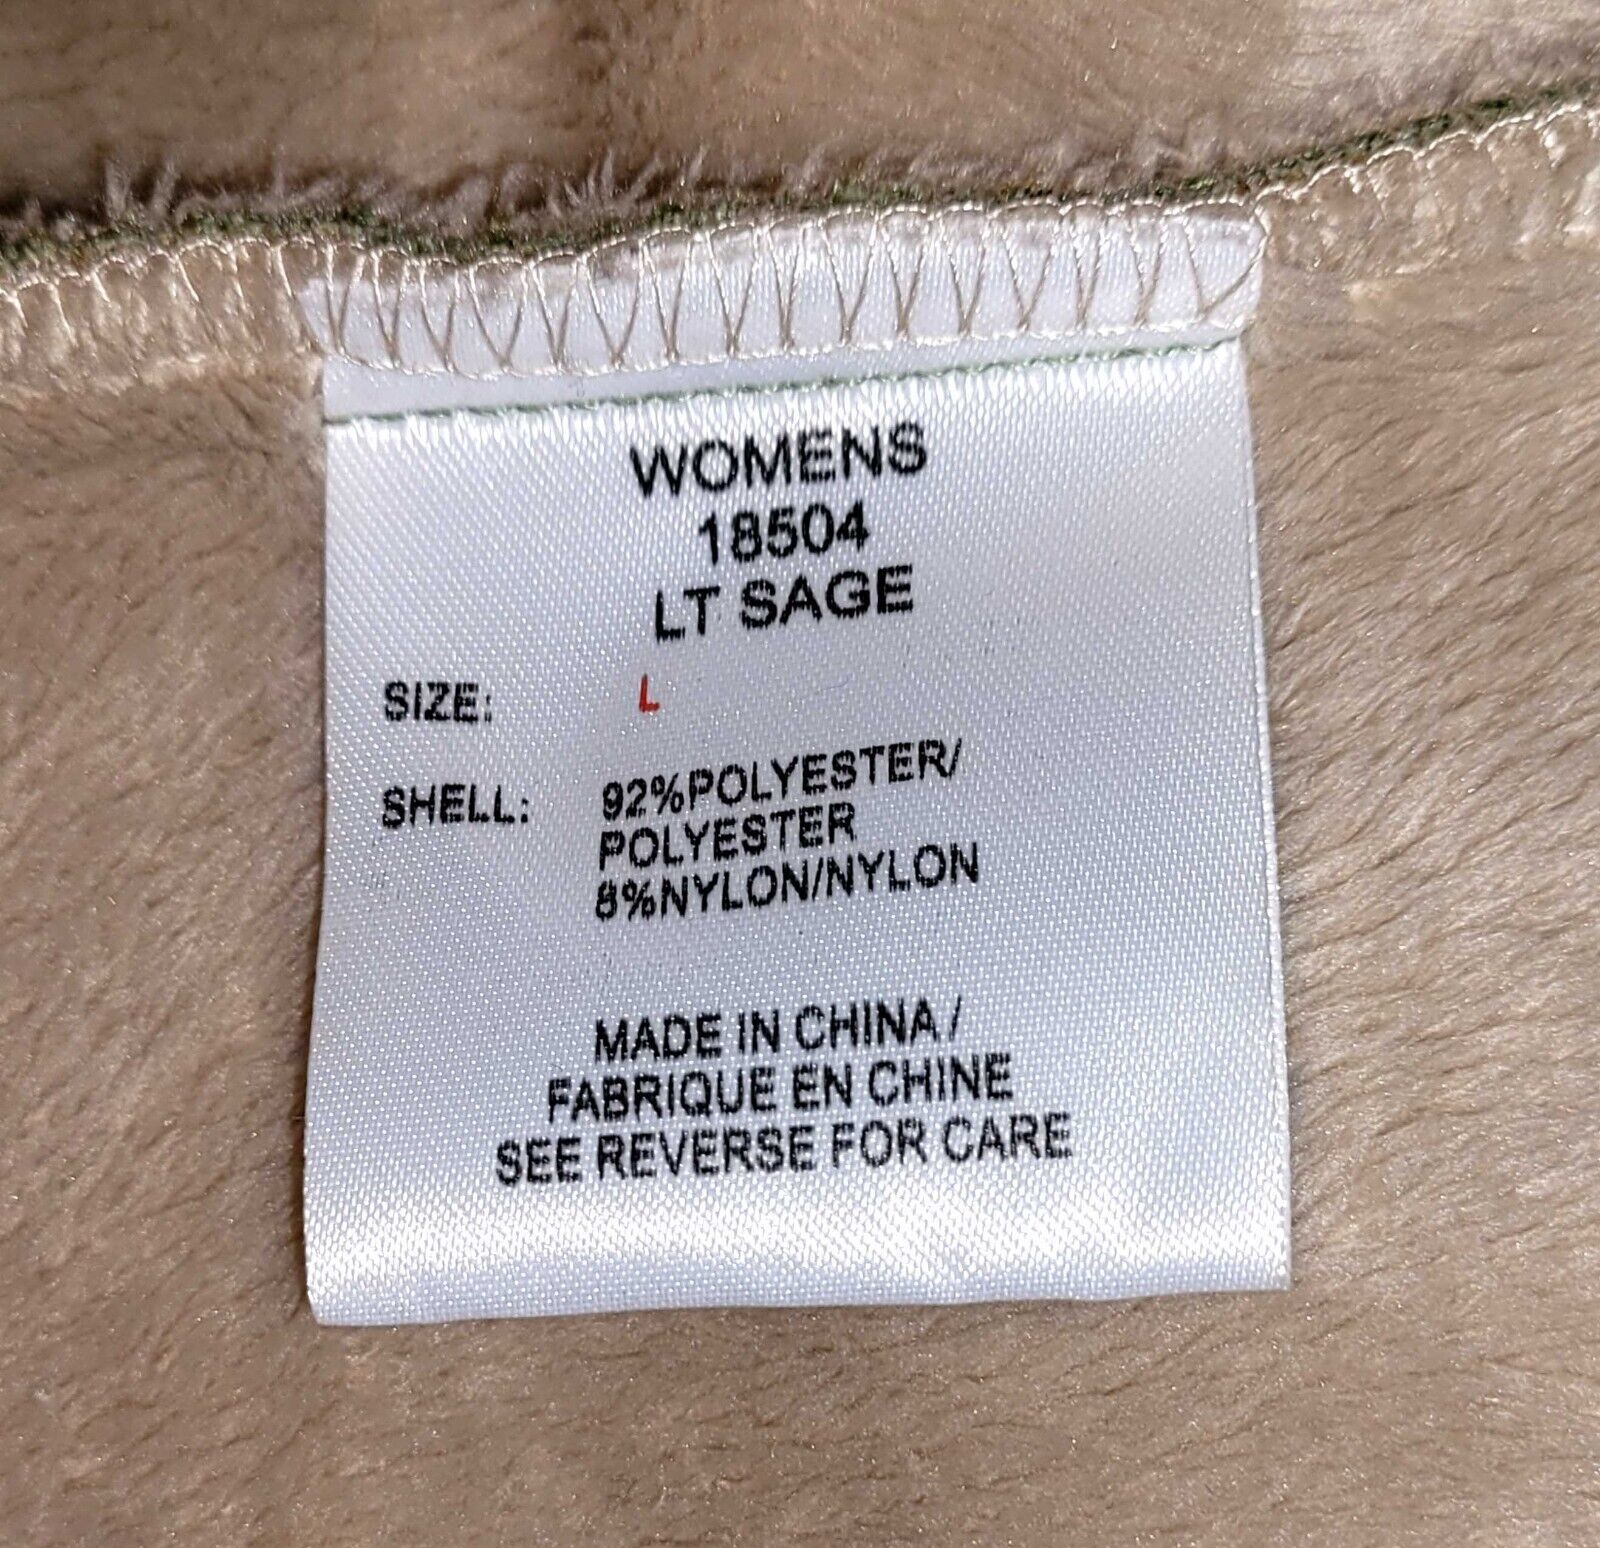 WOMENS
18504
LT SAGE
SIZE: L
SHELL: 92%POLYESTER/
POLYESTER
8%NYLON/NYLON
MADE IN CHINA/
FABRIQUE EN CHINE
SEE REVERSE FOR CARE